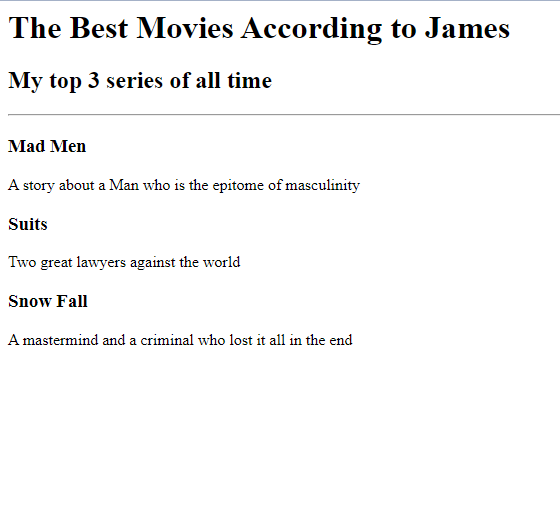 The Best Movies According to James
My top 3 series of all time
Mad Men
A story about a Man who is the epitome of masculinity
Suits
Two great lawyers against the world
Snow Fall
A mastermind and a criminal who lost it all in the end